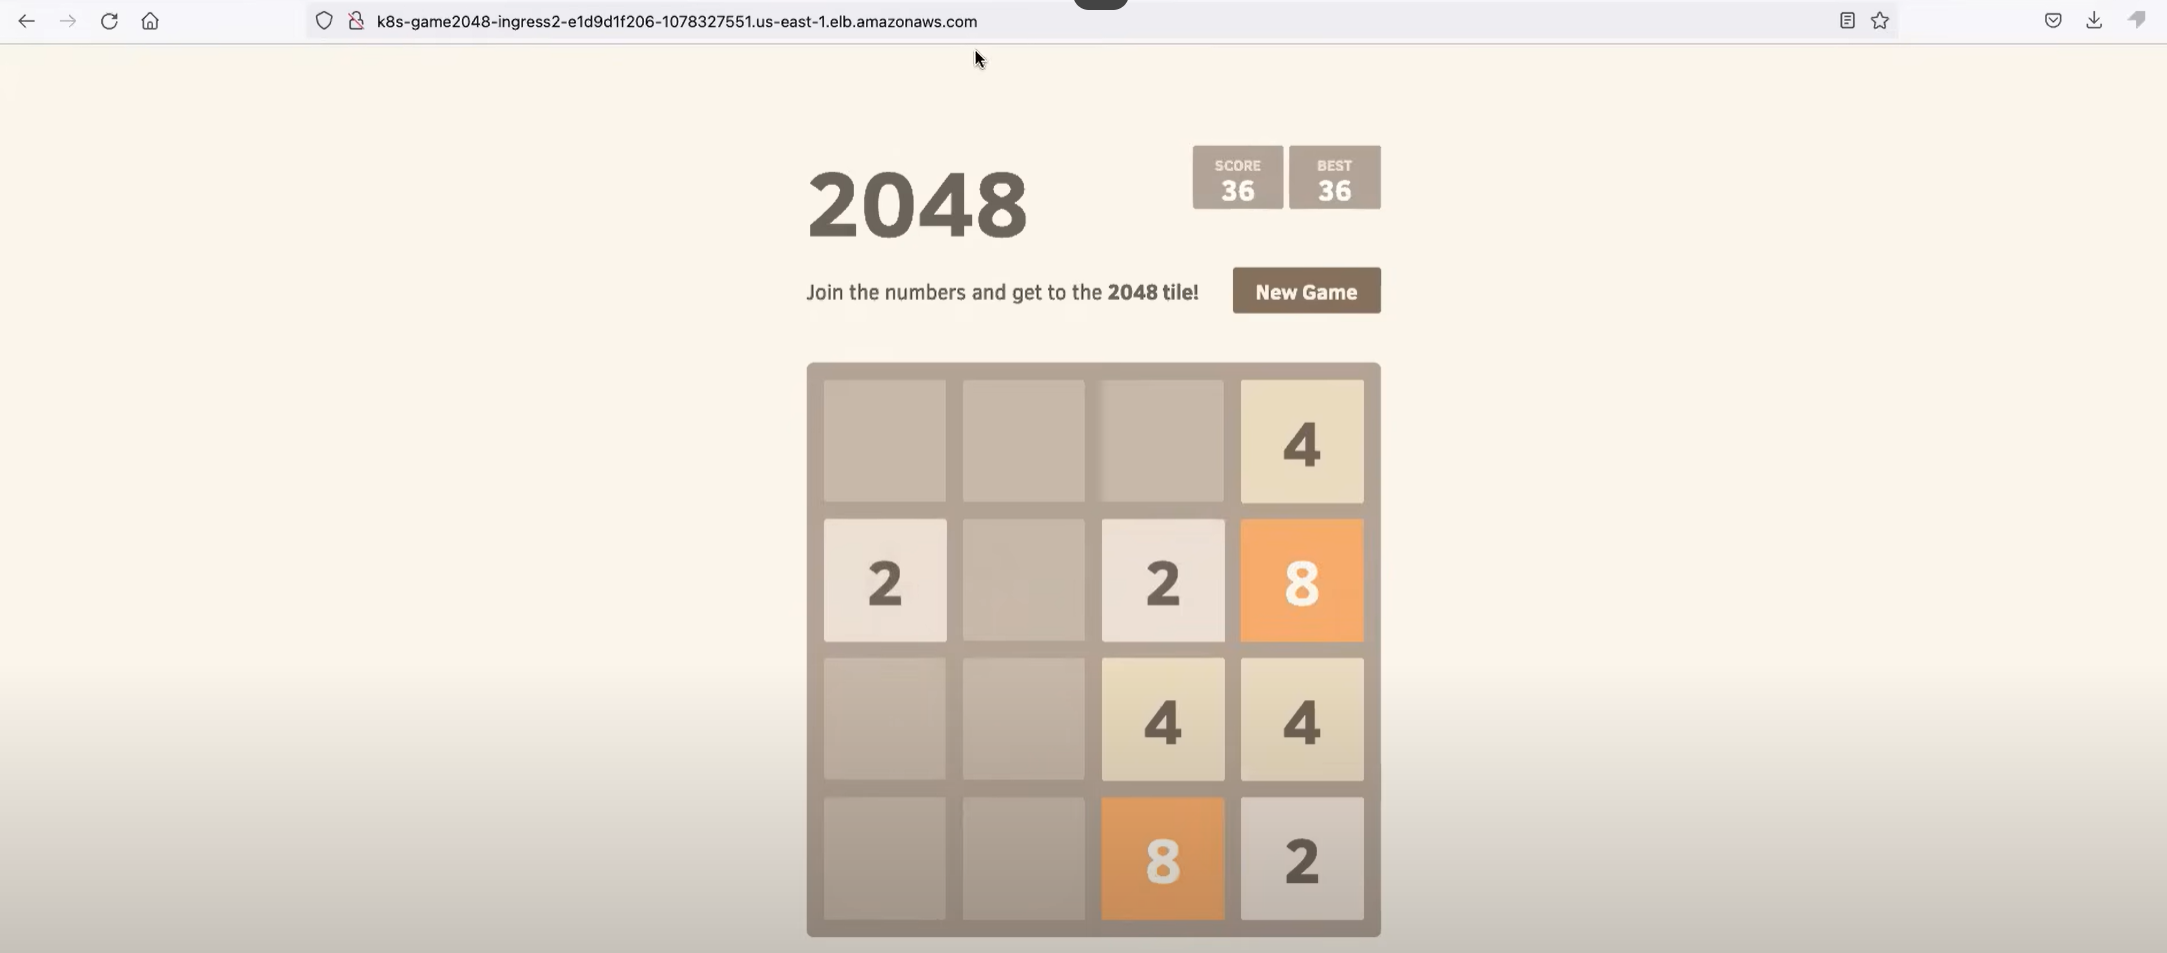 k8s-game2048-ingress2-e1d9d1f206-1078327551.us-east-1.elb.amazonaws.com
2048
SCORE
36
BEST
36
Join the numbers and get to the 2048 tile!
New Game
4
2 2 8
4 4
8 2